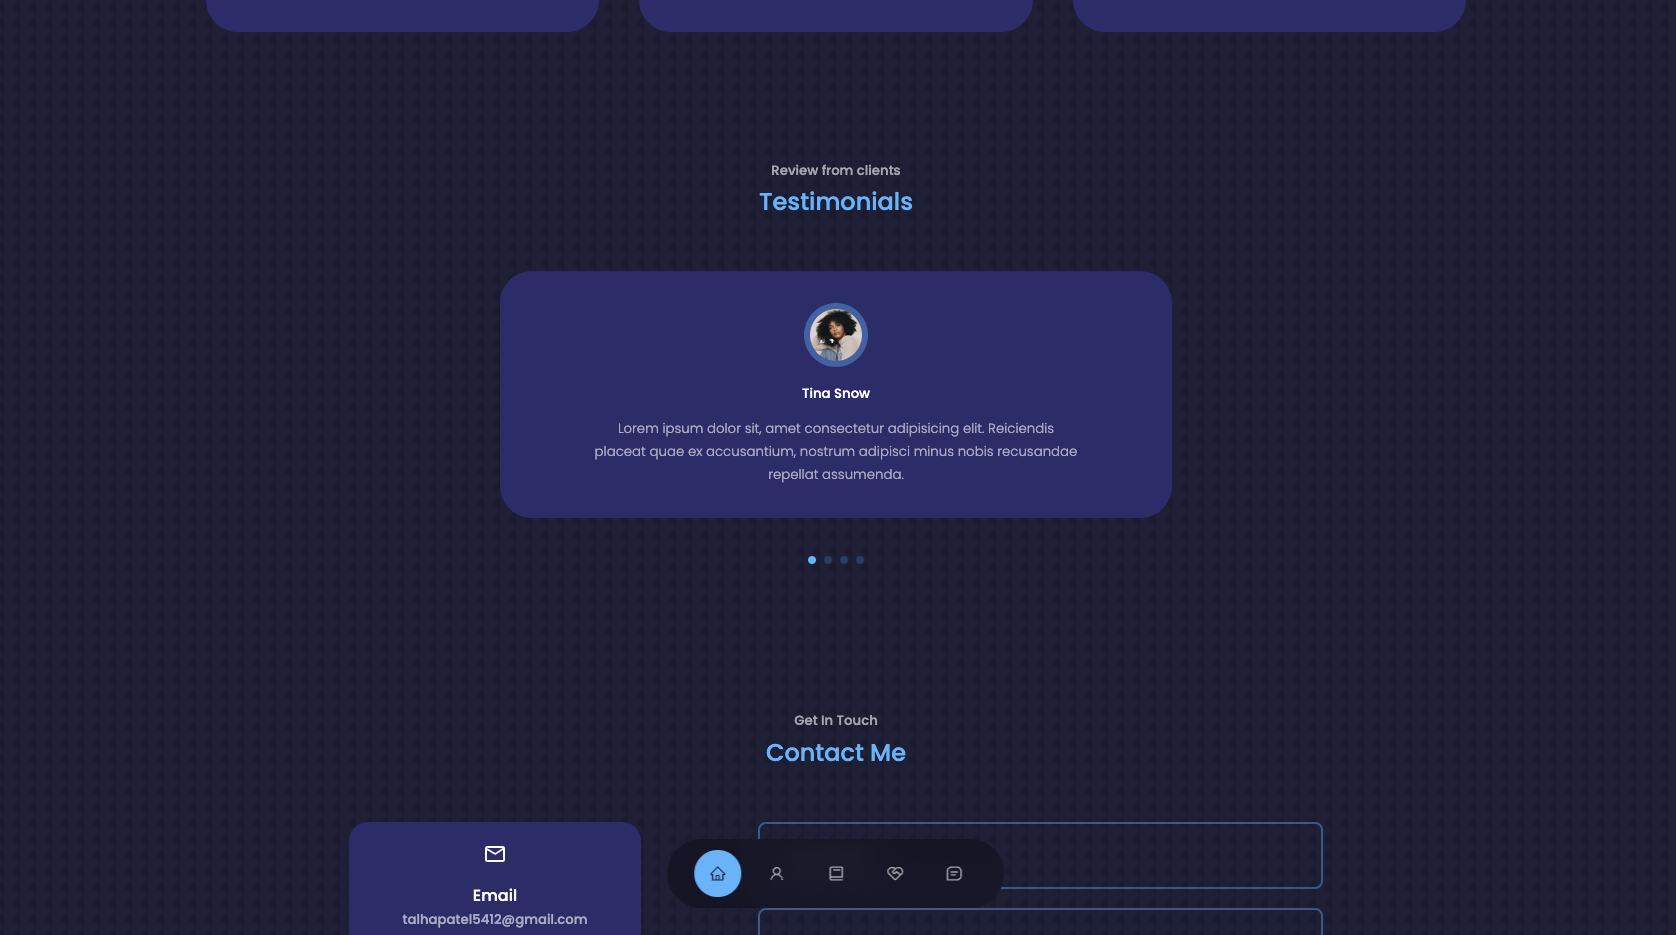 Review from clients
Testimonials
Tina Snow
Lorem ipsum dolor sit, amet consectetur adipisicing elit. Reiciendis
placeat quae ex accusantium, nostrum adipisci minus nobis recusandae
repellat assumenda.
Get In Touch
Contact Me
Email
talhapatel5412@gmail.com